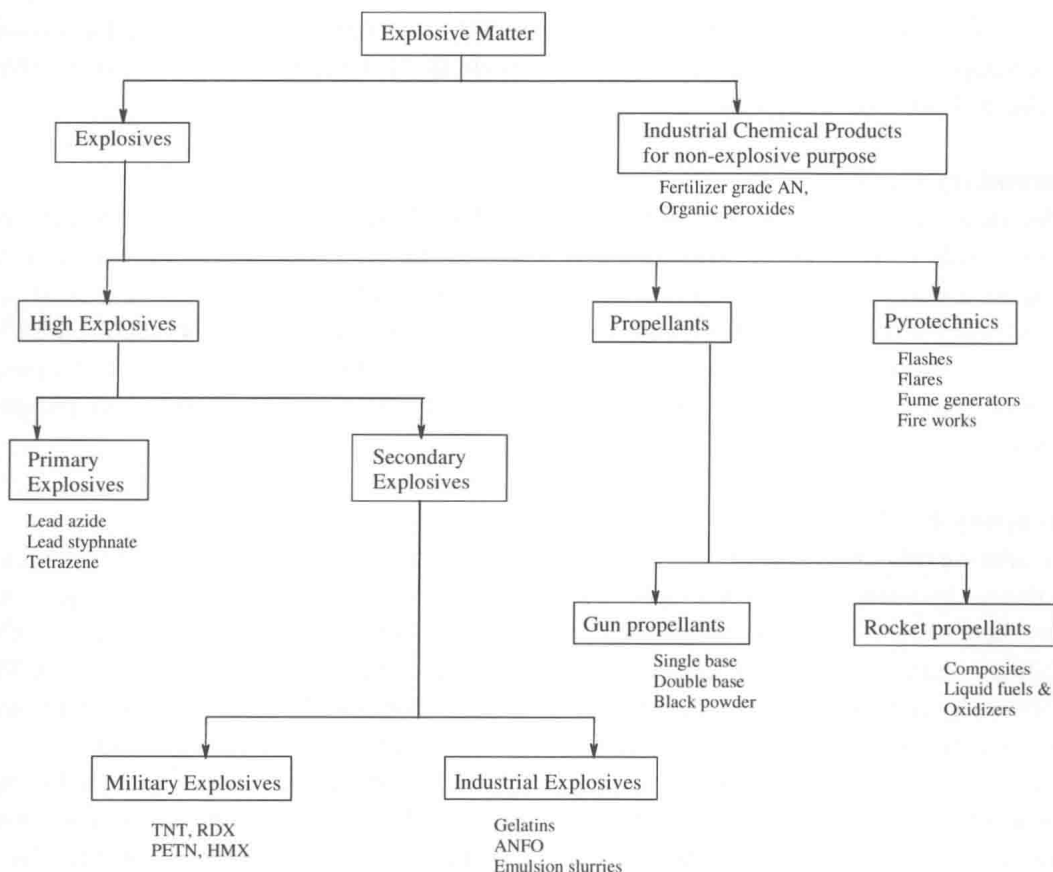 Explosive Matter
Explosives
Industrial Chemical Products
for non-explosive purpose
Fertilizer grade AN,
Organic peroxides
High Explosives
Propellants
Pyrotechnics
Flashes
Flares
Fume generators
Fire works
Primary
Explosives
Lead azide
Lead styphnate
Tetrazene
Secondary
Explosives
Gun propellants
Single base
Double base
Black powder
Rocket propellants
Composites
Liquid fuels &
Oxidizers
Military Explosives
TNT, RDX
PETN, HMX
Industrial Explosives
Gelatins
ANFO
Emulsion slurries